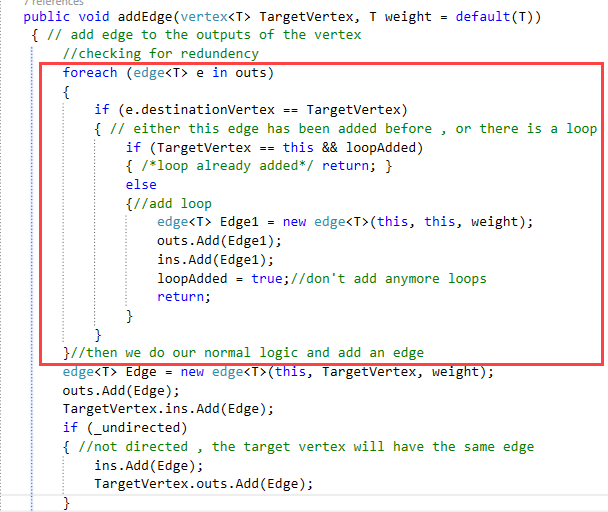 7 references
public void addEdge(vertex<T> TargetVertex, T weight = default(T))
{ // add edge to the outputs of the vertex
//checking for redundency
foreach (edge<T> e in outs)
{
if (e.destinationVertex == TargetVertex)
{ // either this edge has been added before , or there is a loop
if (TargetVertex == this && loopAdded)
{ /*loop already added*/ return; }
else
{//add loop
edge<T> Edge1 = new edge<T>(this, this, weight);
outs.Add(Edge1);
ins.Add(Edge1);
loopAdded = true;//don't add anymore loops
return;
}
}
}//then we do our normal logic and add an edge
edge<T> Edge = new edge<T>(this, TargetVertex, weight);
outs.Add(Edge);
TargetVertex.ins.Add(Edge);
if (_undirected)
{ //not directed , the target vertex will have the same edge
ins.Add(Edge);
TargetVertex.outs.Add(Edge);
}